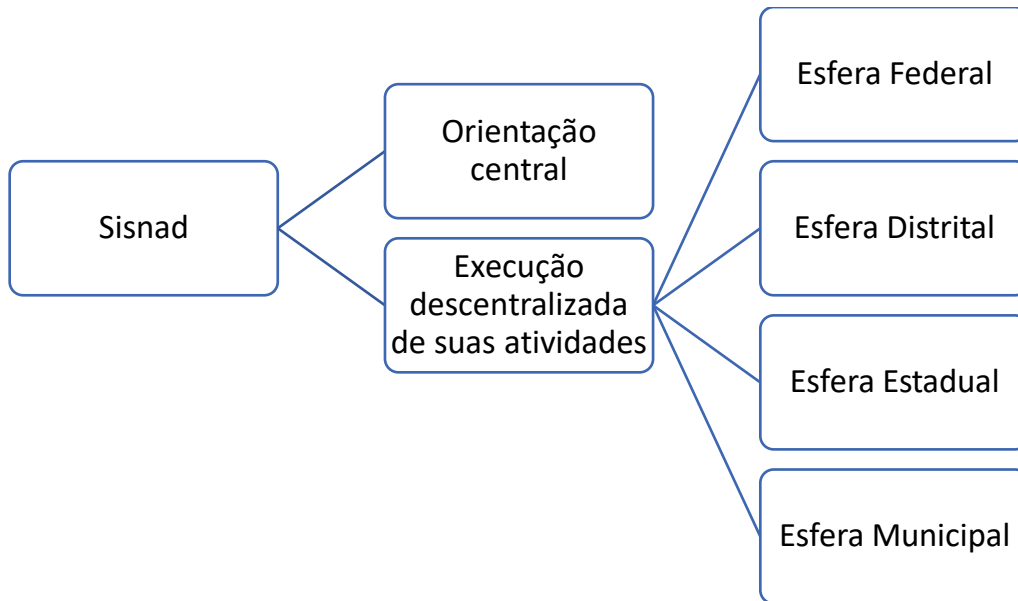 Sisnad
Orientação
central
Execução
descentralizada
de suas atividades
Esfera Federal
Esfera Distrital
Esfera Estadual
Esfera Municipal